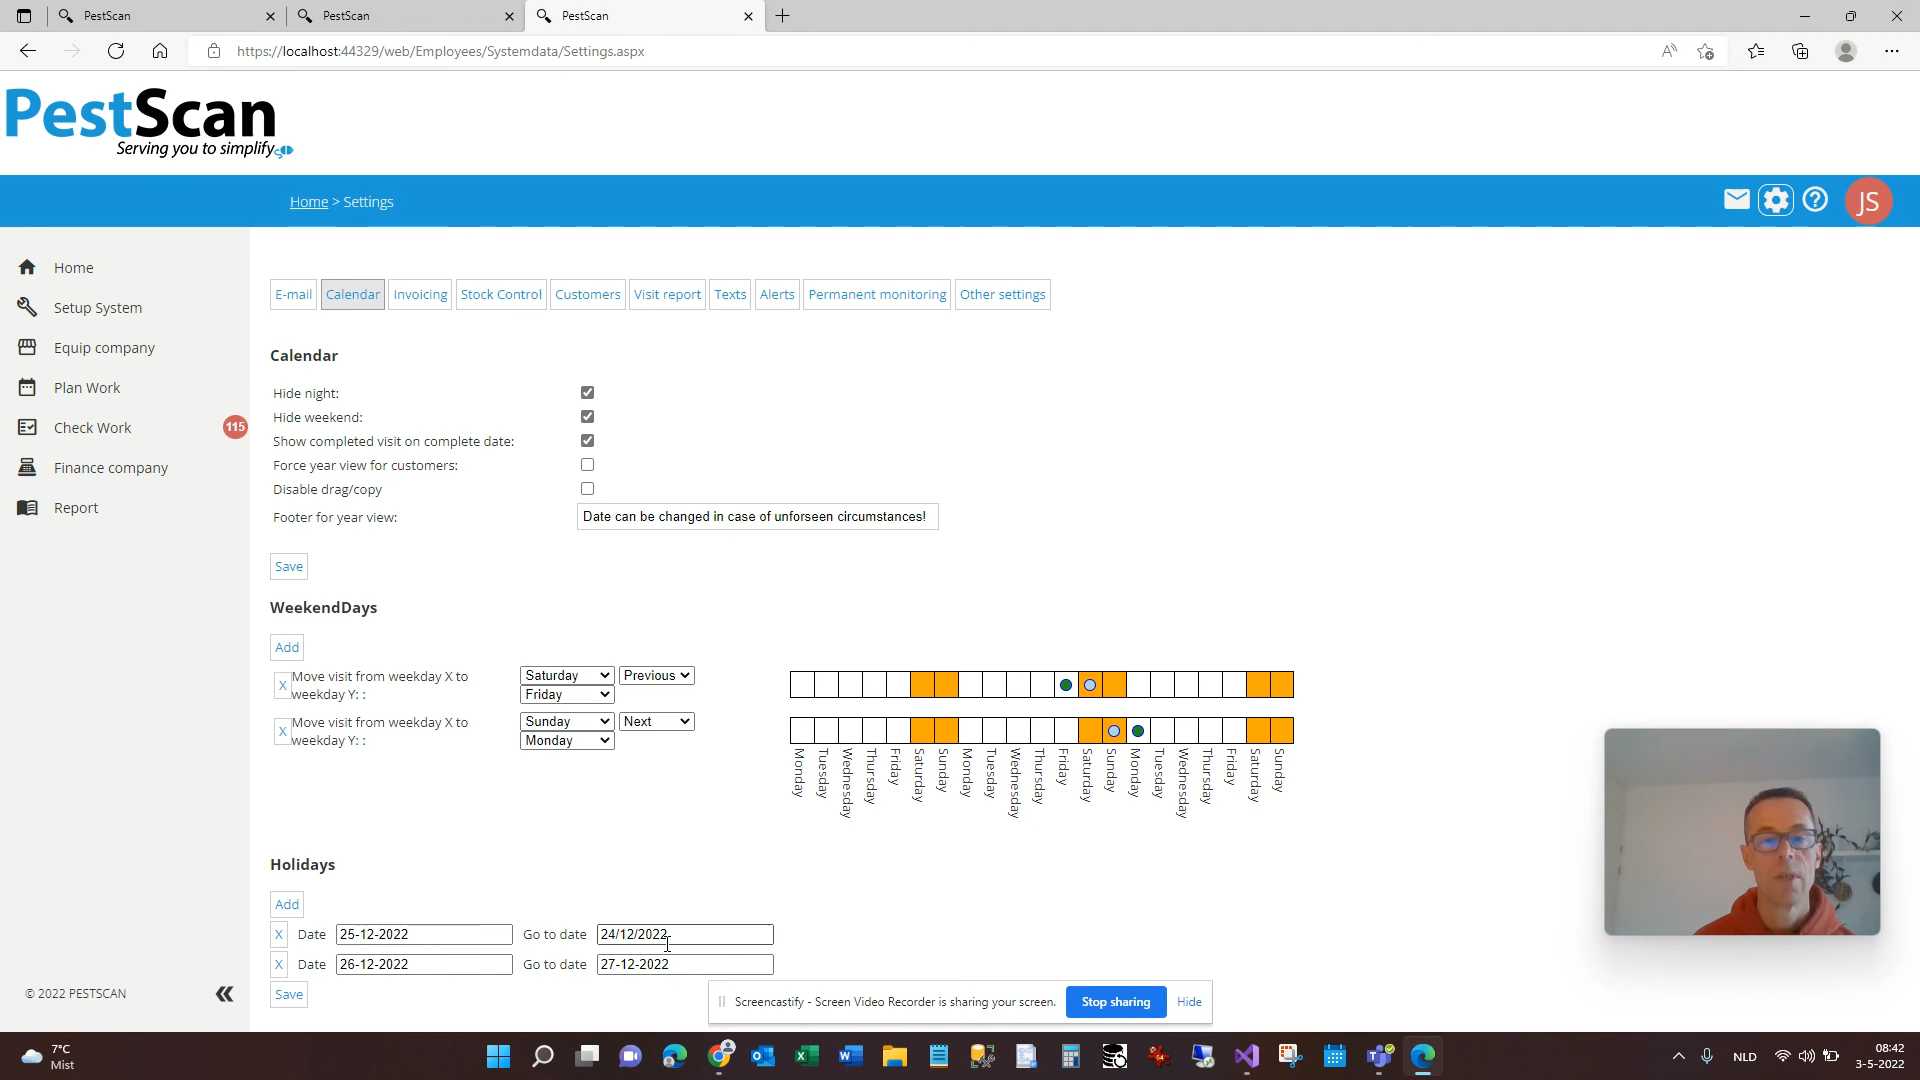 PestScan
PestScan
PestScan
https://localhost:44329/web/Employees/Systemdata/Settings.aspx
PestScan
Serving you to simplify
Home > Settings
JS
Home
Setup System
Equip company
Plan Work
Check Work 115
Finance company
Report
© 2022 PESTSCAN
E-mail Calendar Invoicing Stock Control Customers Visit report Texts Alerts Permanent monitoring Other settings
Calendar
Hide night:
Hide weekend:
Show completed visit on complete date:
Force year view for customers:
Disable drag/copy
Footer for year view: Date can be changed in case of unforseen circumstances!
Save
WeekendDays
Add
X Move visit from weekday X to weekday Y: : Saturday Previous
Friday
X Move visit from weekday X to weekday Y: : Sunday Next
Monday
Monday Tuesday Wednesday Thursday Friday Saturday Sunday Monday Tuesday Wednesday Thursday Friday Saturday Sunday Monday Tuesday Wednesday Thursday Friday Saturday Sunday
Holidays
Add
X Date 25-12-2022 Go to date 24/12/2022
X Date 26-12-2022 Go to date 27-12-2022
Save
Screencastify - Screen Video Recorder is sharing your screen. Stop sharing Hide
7°C
Mist
NLD
08:42
3-5-2022